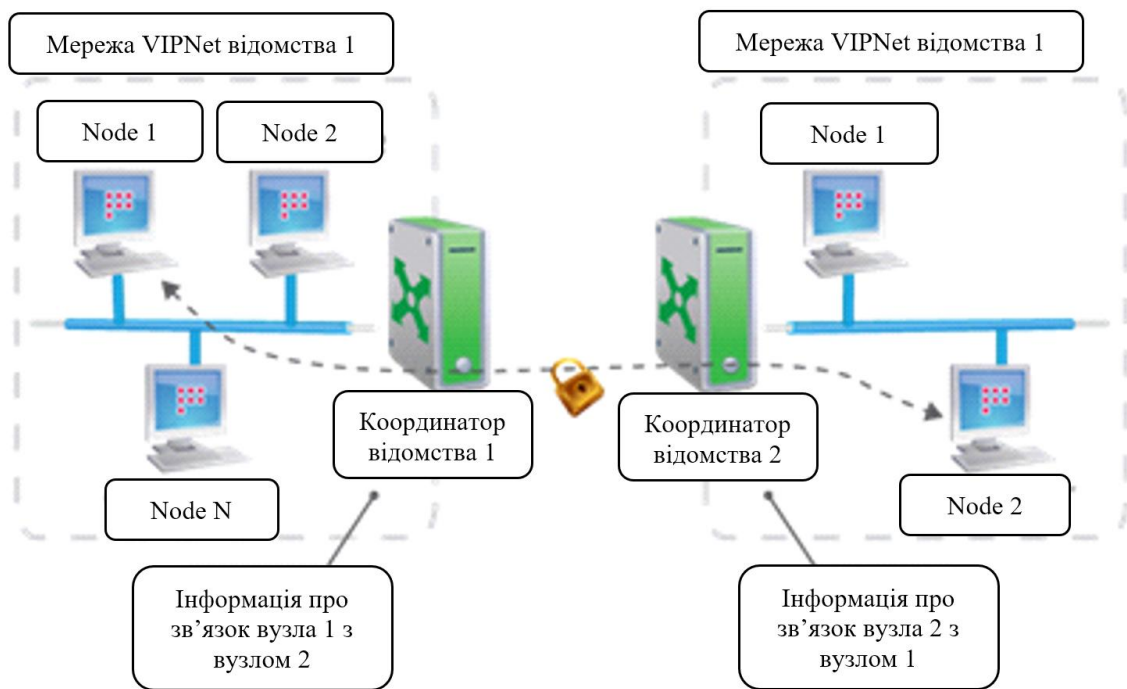 Мережа VIPNet відомства 1
Мережа VIPNet відомства 1
Node 1
Node 2
Node 1
Координатор
відомства 1
Координатор
відомства 2
Node N
Node 2
Інформація про
зв’язок вузла 1 з
вузлом 2
Інформація про
зв’язок вузла 2 з
вузлом 1